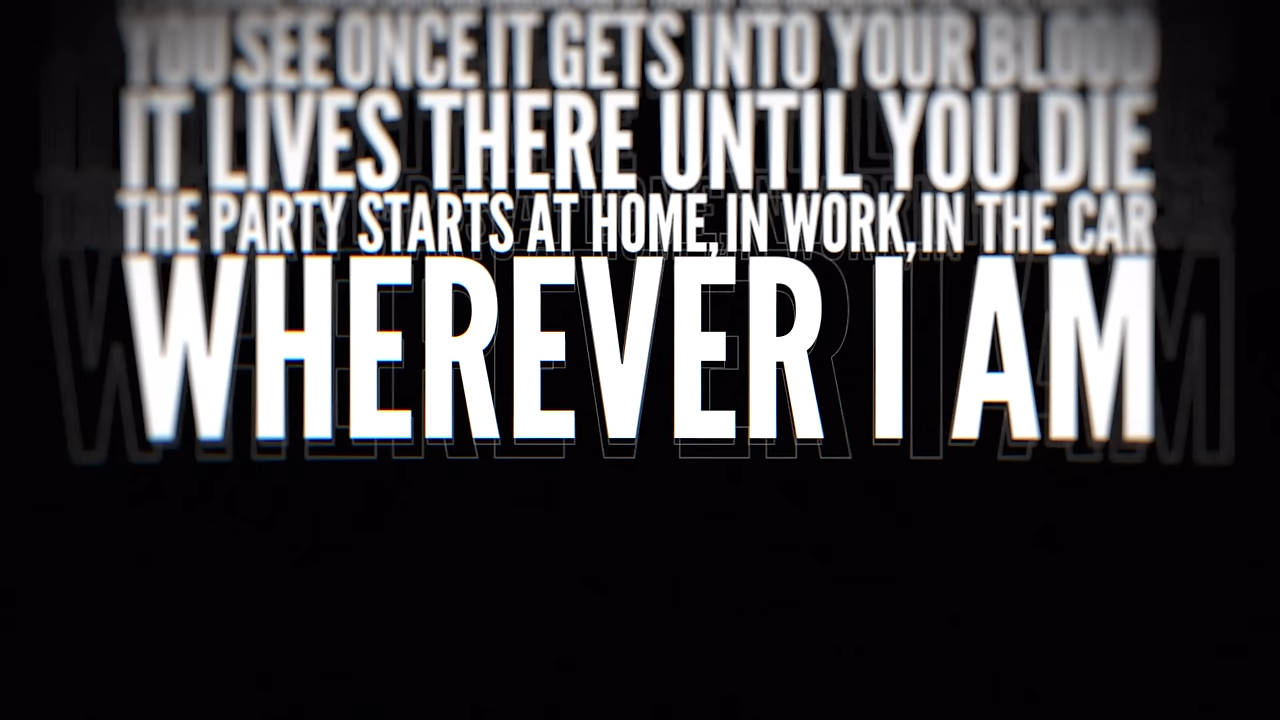 YOU SEE ONCE IT GETS INTO YOUR BLOOD
IT LIVES THERE UNTIL YOU DIE
THE PARTY STARTS AT HOME, IN WORK, IN THE CAR
WHEREVER I AM